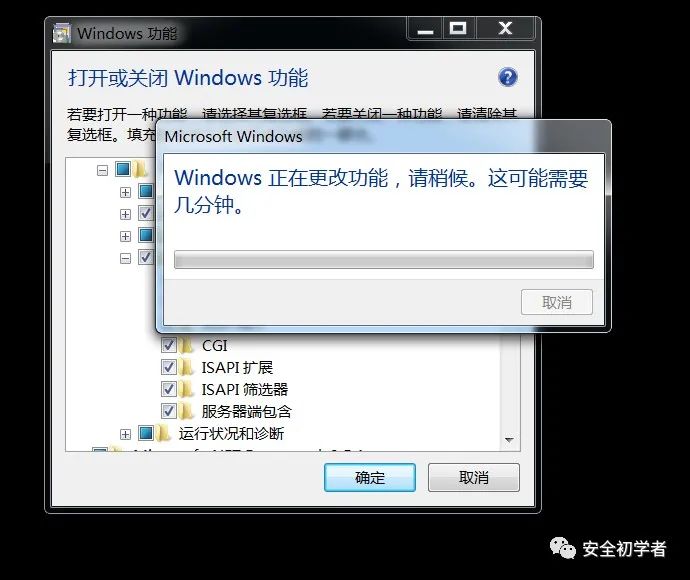 Windows 功能
打开或关闭 Windows 功能
若要打开一种功能，请选择其复选框。若要关闭一种功能，请清除其
复选框。填充
Microsoft Windows
Windows 正在更改功能，请稍候。这可能需要
几分钟。
取消
CGI
ISAPI 扩展
ISAPI 筛选器
服务器端包含
运行状况和诊断
确定
取消
安全初学者